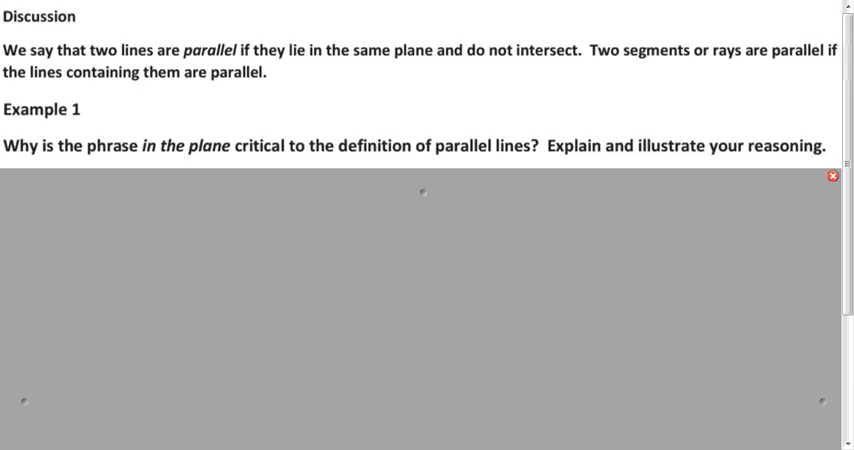 Discussion
We say that two lines are parallel if they lie in the same plane and do not intersect.  Two segments or rays are parallel if
the lines containing them are parallel.
Example 1
Why is the phrase in the plane critical to the definition of parallel lines?  Explain and illustrate your reasoning.